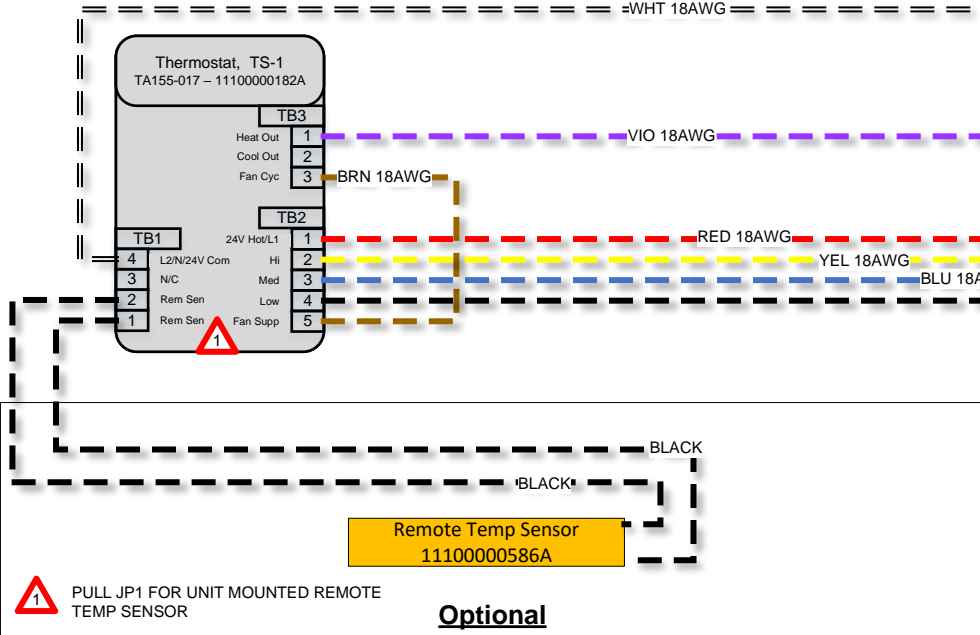 WHT 18AWG
Thermostat, TS-1
TA155-017 – 11100000182A
TB3
Heat Out 1
VIO 18AWG
Cool Out 2
Fan Cyc 3
BRN 18AWG
TB2
TB1
24V Hot/L1 1
RED 18AWG
4 L2/N/24V Com
Hi 2
YEL 18AWG
3 N/C
Med 3
BLU 18A
2 Rem Sen
Low 4
1 Rem Sen
Fan Supp 5
1
BLACK
BLACK
Remote Temp Sensor
11100000586A
1
PULL JP1 FOR UNIT MOUNTED REMOTE
TEMP SENSOR
Optional